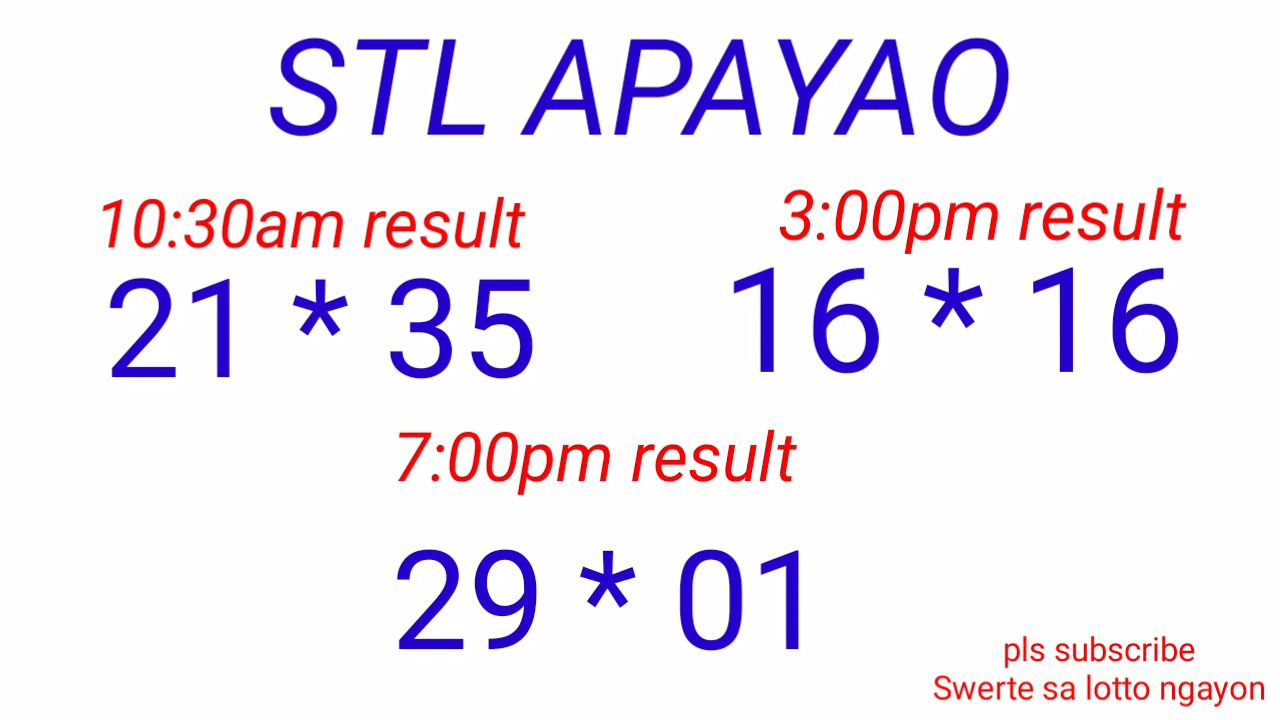 STL APAYAO
10:30am result
21 * 35
3:00pm result
16 * 16
7:00pm result
29 * 01
pls subscribe
Swerte sa lotto ngayon